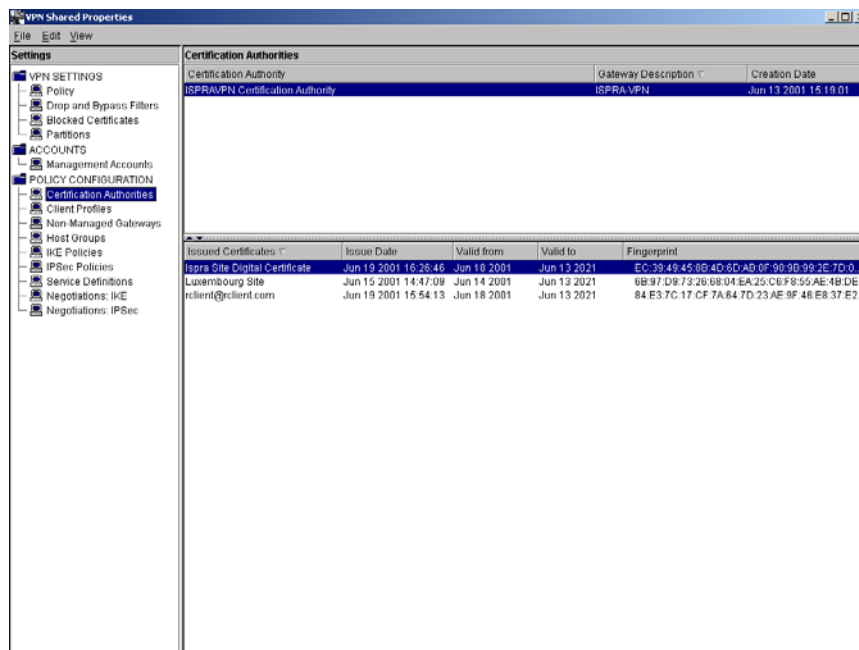 VPN Shared Properties
File Edit View
Settings
VPN SETTINGS
Policy
Drop and Bypass Filters
Blocked Certificates
Partitions
ACCOUNTS
Management Accounts
POLICY CONFIGURATION
Certification Authorities
Client Profiles
Non-Managed Gateways
Host Groups
IKE Policies
IPSec Policies
Service Definitions
Negotiations: IKE
Negotiations: IPSec
Certification Authorities
Certification Authority Gateway Description Creation Date
ISPRAVPN Certification Authority ISPRA-VPN Jun 13 2001 15:19:01
Issued Certificates Issue Date Valid from Valid to Fingerprint
Ispra Site Digital Certificate Jun 19 2001 16:26:46 Jun 18 2001 Jun 13 2021 EC:39:49:45:8B:4D:6D:AB:0F:90:9B:99:2E:7D:0...
Luxembourg Site Jun 15 2001 14:47:09 Jun 14 2001 Jun 13 2021 6B:97:D9:73:26:68:04:EA:25:C6:F8:55:AE:4B:DE
rclient@rclient.com Jun 19 2001 15:54:13 Jun 18 2001 Jun 13 2021 84:E3:7C:17:CF:7A:64:7D:23:AE:9F:46:E8:37:E2